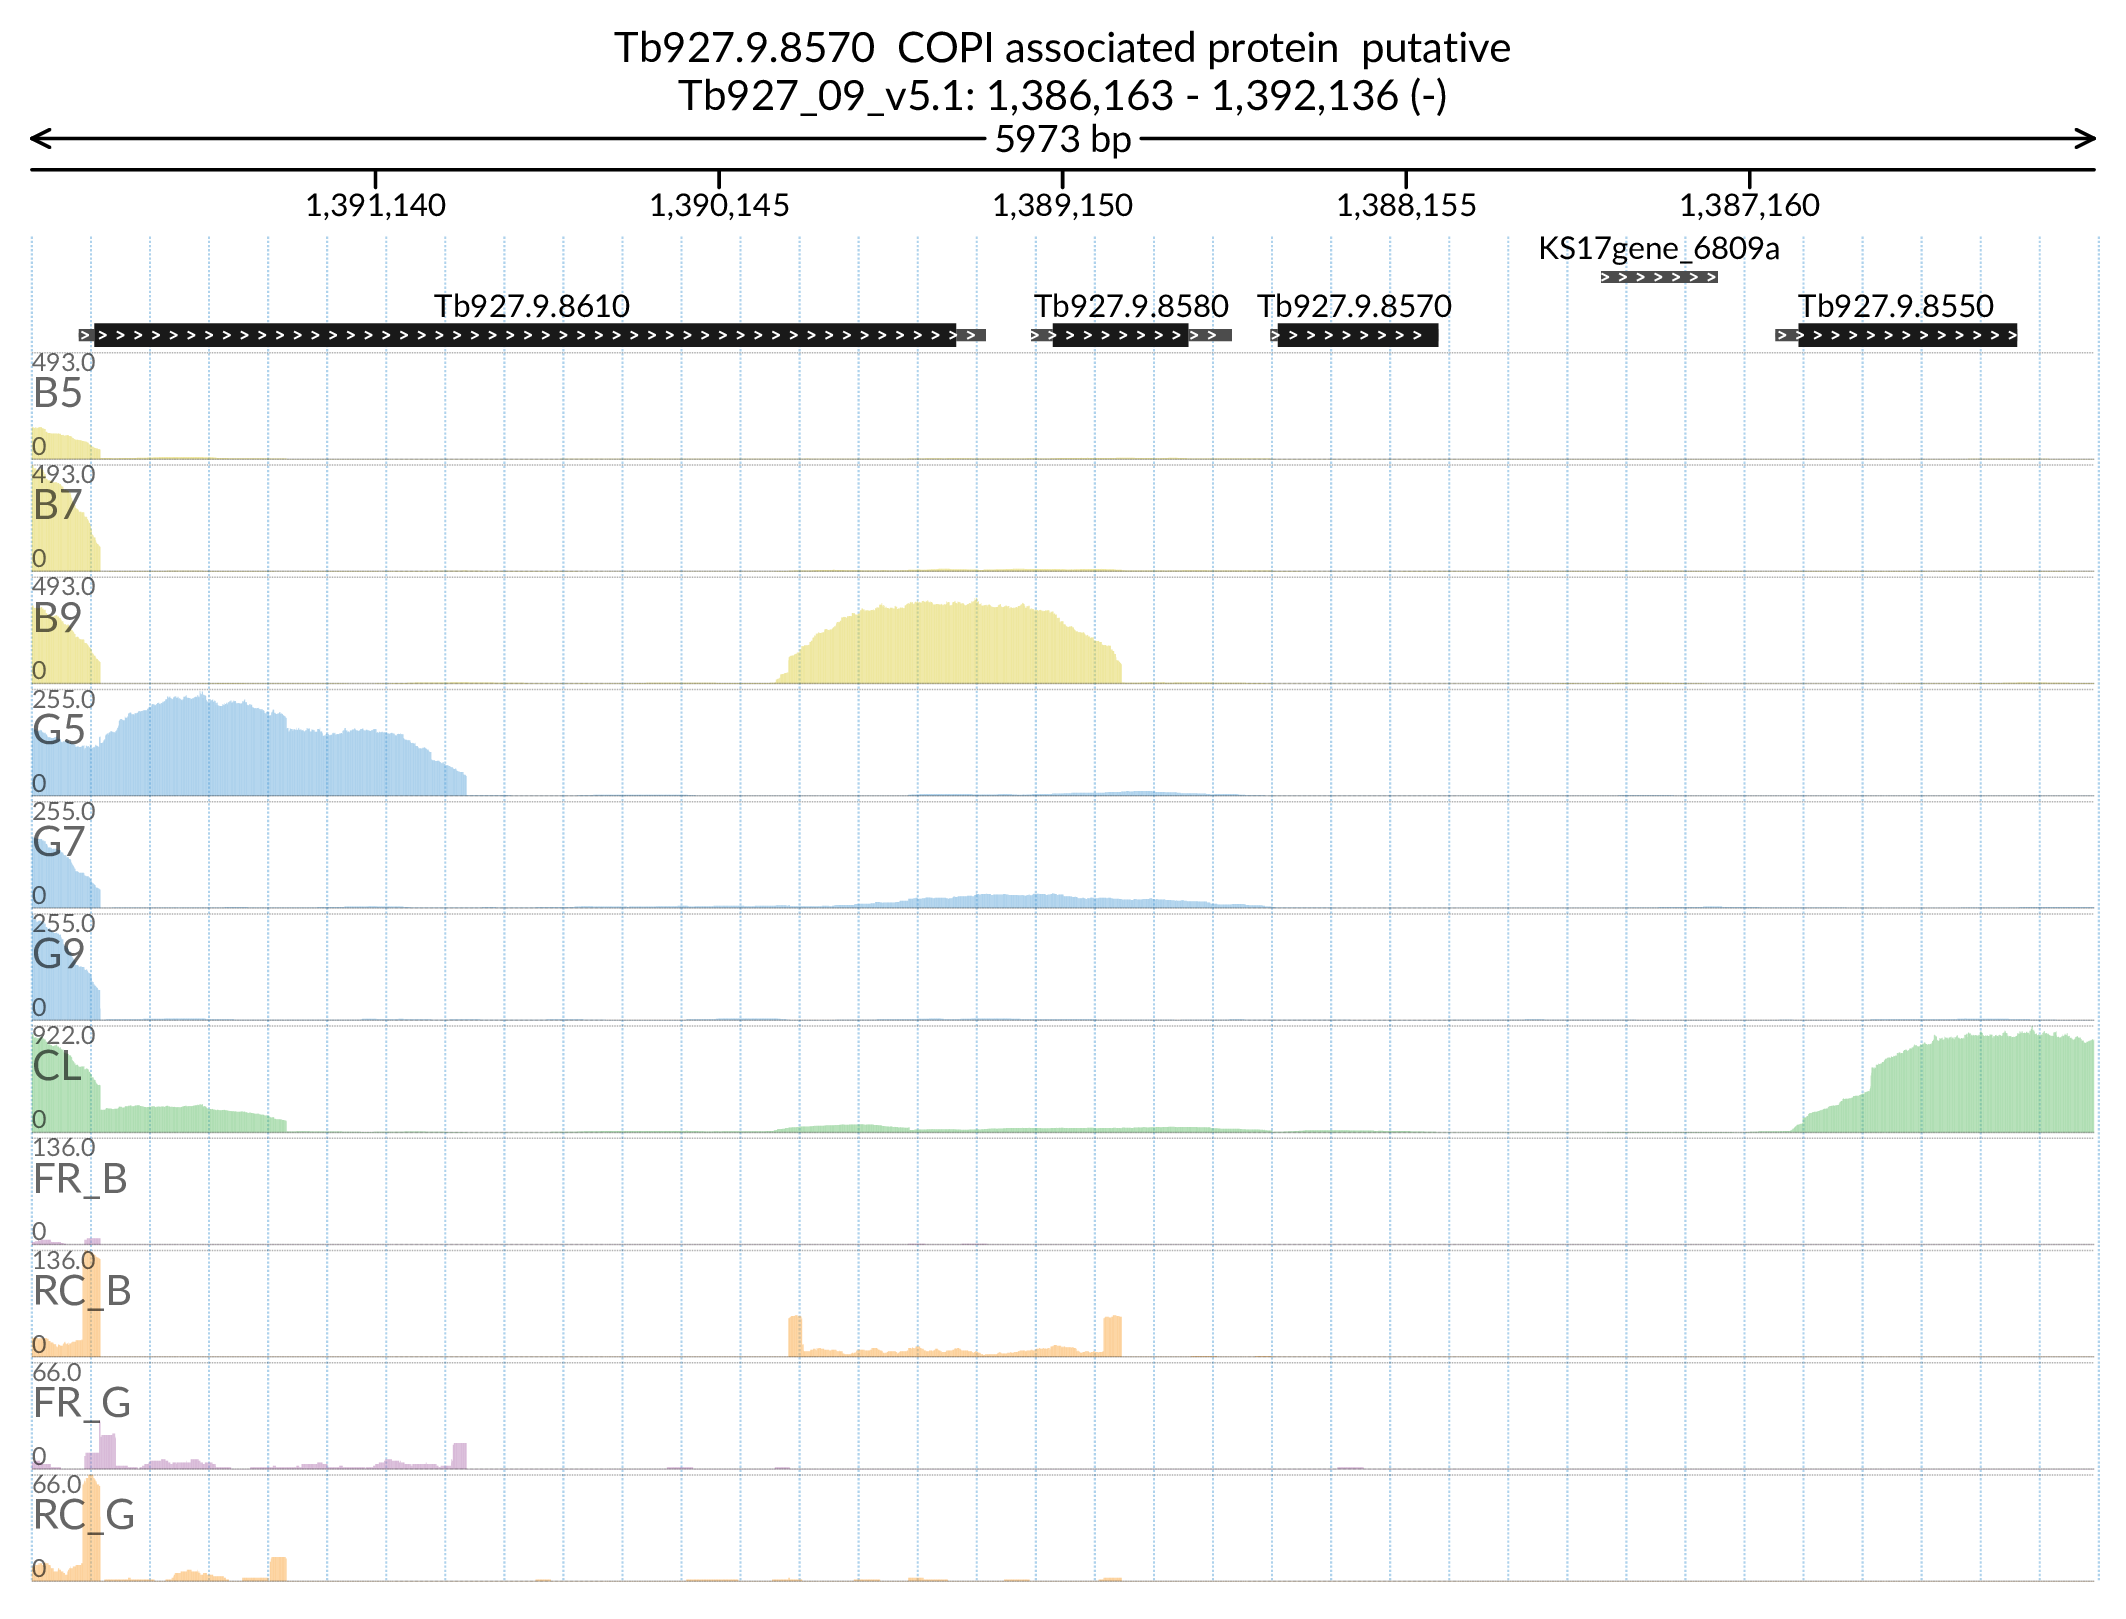 Tb927.9.8570  COPI associated protein  putative
Tb927_09_v5.1: 1,386,163 - 1,392,136 (-)
5973 bp
1,391,140 1,390,145 1,389,150 1,388,155 1,387,160
KS17gene_6809a
Tb927.9.8610 Tb927.9.8580 Tb927.9.8570 Tb927.9.8550
493.0
B5
0
493.0
B7
0
493.0
B9
0
255.0
G5
0
255.0
G7
0
255.0
G9
0
922.0
CL
0
136.0
FR_B
0
136.0
RC_B
0
66.0
FR_G
0
66.0
RC_G
0